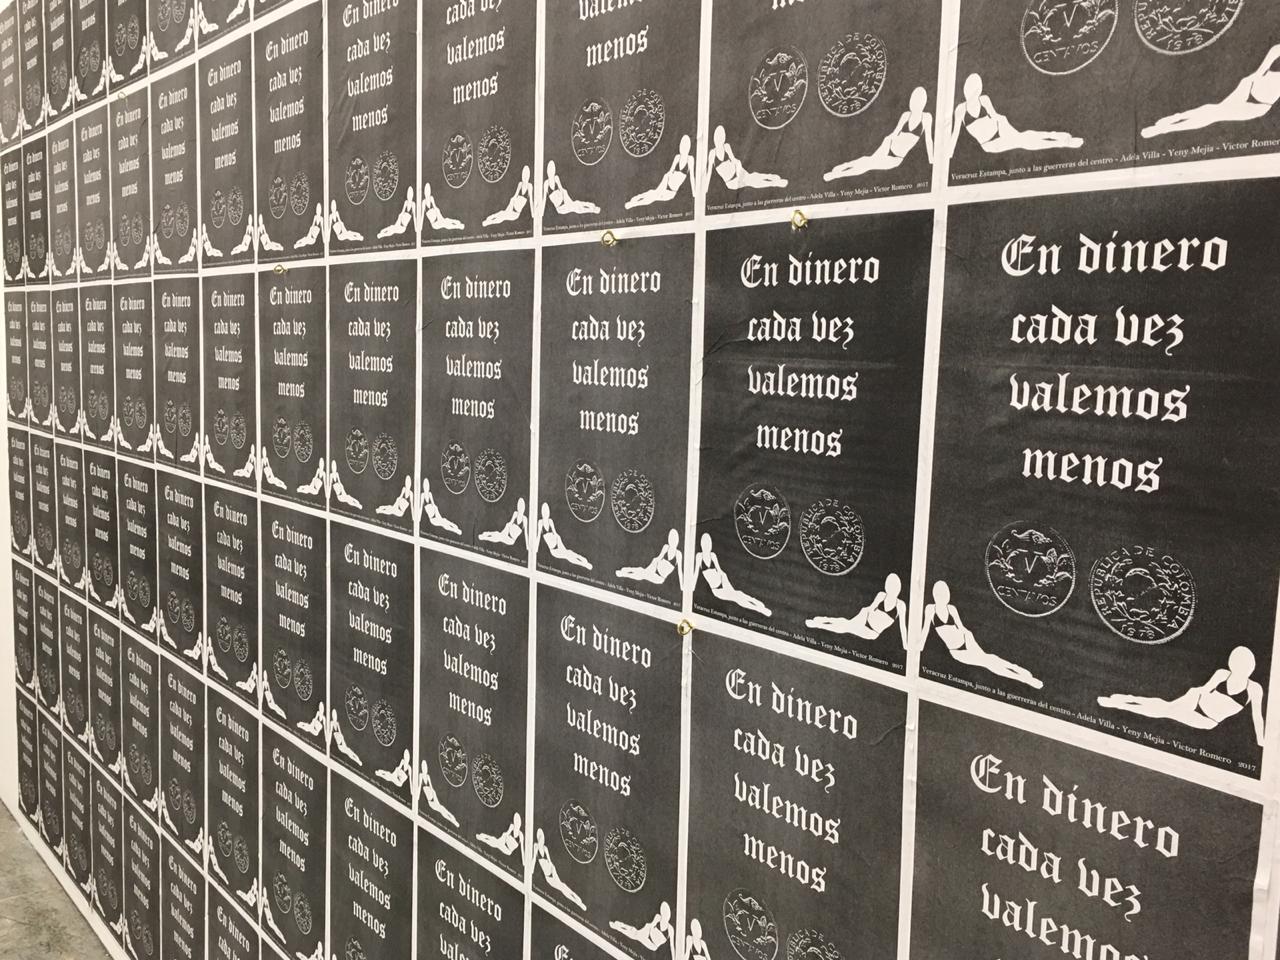 En dinero
cada vez
valemos
menos
V
CENTAVOS
REPUBLICA DE COLOMBIA
1978
Veracruz Estampa, junto a las guerreras del centro - Adela Villa - Yeny Mejia - Victor Romero 2017